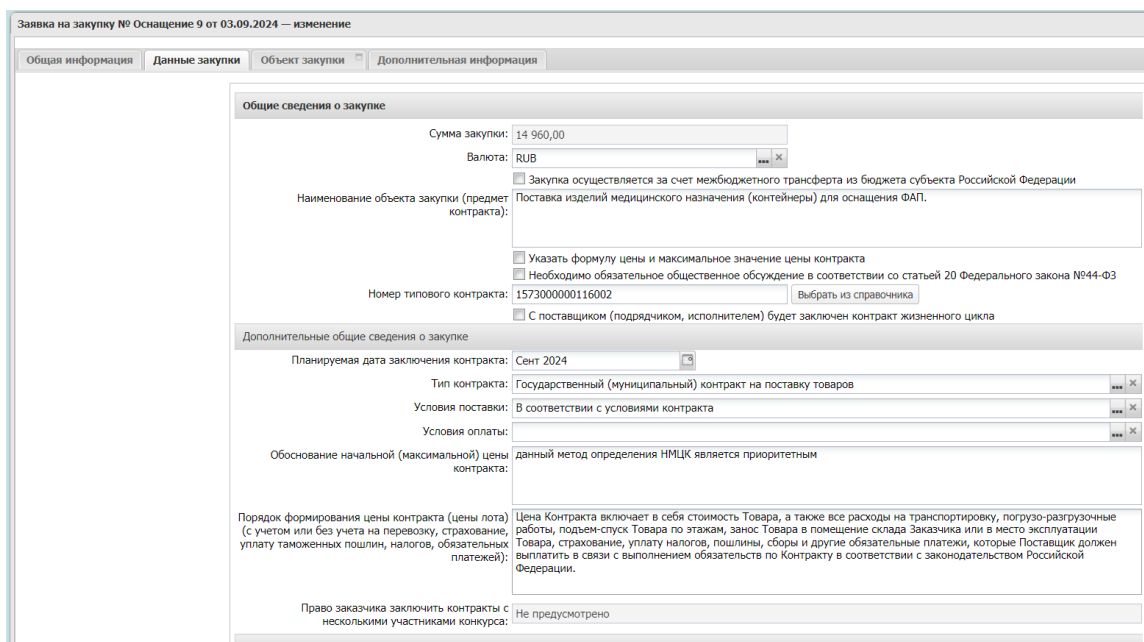 Заявка на закупку № Оснащение 9 от 03.09.2024 — изменение
Общая информация
Данные закупки
Объект закупки
Дополнительная информация
Общие сведения о закупке
Сумма закупки: 14 960,00
Валюта: RUB
Закупка осуществляется за счет межбюджетного трансферта из бюджета субъекта Российской Федерации
Наименование объекта закупки (предмет
контракта):
Поставка изделий медицинского назначения (контейнеры) для оснащения ФАП.
Указать формулу цены и максимальное значение цены контракта
Необходимо обязательное общественное обсуждение в соответствии со статьей 20 Федерального закона №44-ФЗ
Номер типового контракта: 1573000000116002 Выбрать из справочника
С поставщиком (подрядчиком, исполнителем) будет заключен контракт жизненного цикла
Дополнительные общие сведения о закупке
Планируемая дата заключения контракта: Сент 2024
Тип контракта: Государственный (муниципальный) контракт на поставку товаров
Условия поставки: В соответствии с условиями контракта
Условия оплаты:
Обоснование начальной (максимальной) цены
контракта:
данный метод определения НМЦК является приоритетным
Порядок формирования цены контракта (цены лота)
(с учетом или без учета на перевозку, страхование,
уплату таможенных пошлин, налогов, обязательных
платежей):
Цена Контракта включает в себя стоимость Товара, а также все расходы на транспортировку, погрузо-разгрузочные
работы, подъем-спуск Товара по этажам, занос Товара в помещение склада Заказчика или в место эксплуатации
Товара, страхование, уплату налогов, пошлины, сборы и другие обязательные платежи, которые Поставщик должен
выплатить в связи с выполнением обязательств по Контракту в соответствии с законодательством Российской
Федерации.
Право заказчика заключить контракты с
несколькими участниками конкурса:
Не предусмотрено